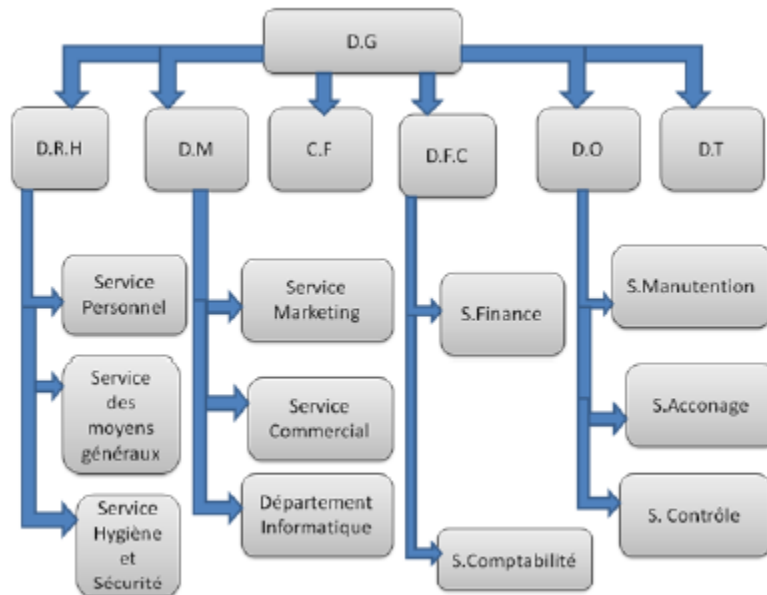 D.G
D.R.H
D.M
C.F
D.F.C
D.O
D.T
Service
Personnel
Service
des
moyens
généraux
Service
Hygiène
et
Sécurité
Service
Marketing
Service
Commercial
Département
Informatique
S.Finance
S.Comptabilité
S.Manutention
S.Acconage
S. Contrôle